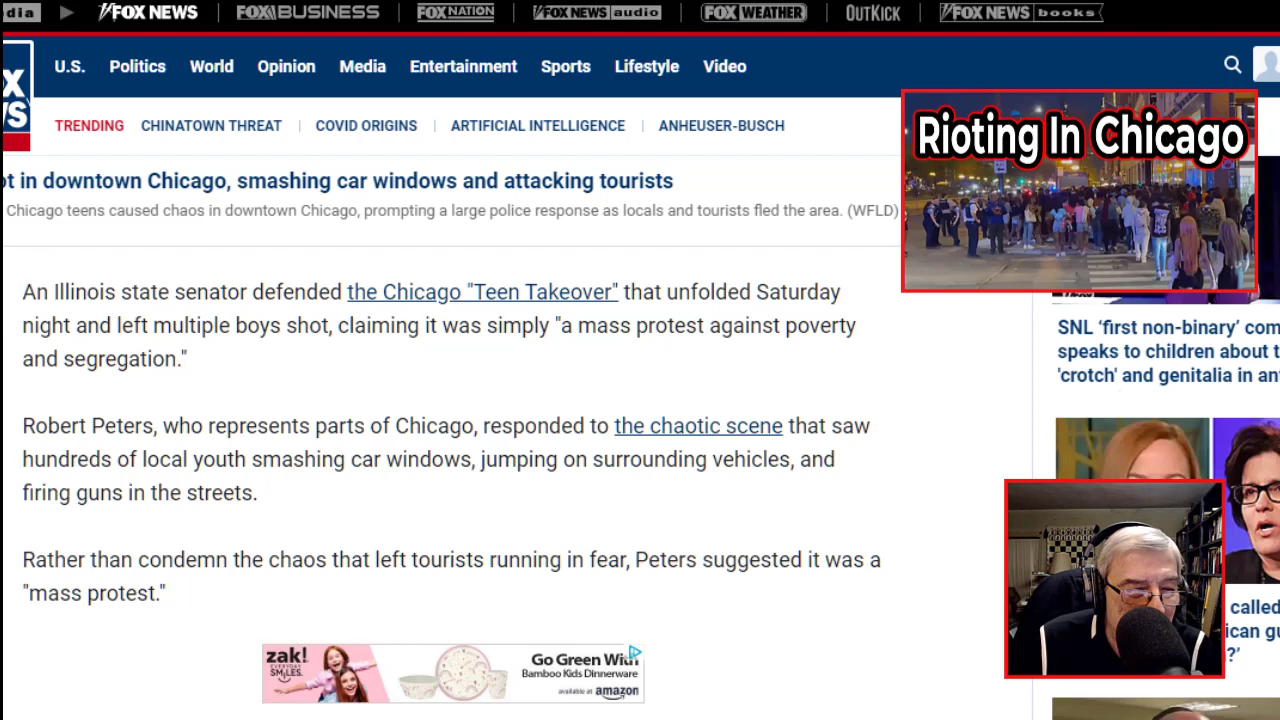 dia FOX NEWS FOX BUSINESS FOX NATION FOX NEWS audio FOX WEATHER OUTKICK FOX NEWS books
U.S. Politics World Opinion Media Entertainment Sports Lifestyle Video
TRENDING CHINATOWN THREAT COVID ORIGINS ARTIFICIAL INTELLIGENCE ANHEUSER-BUSCH
Rioting In Chicago
ot in downtown Chicago, smashing car windows and attacking tourists
Chicago teens caused chaos in downtown Chicago, prompting a large police response as locals and tourists fled the area. (WFLD)
An Illinois state senator defended the Chicago "Teen Takeover" that unfolded Saturday
night and left multiple boys shot, claiming it was simply "a mass protest against poverty
and segregation."
Robert Peters, who represents parts of Chicago, responded to the chaotic scene that saw
hundreds of local youth smashing car windows, jumping on surrounding vehicles, and
firing guns in the streets.
Rather than condemn the chaos that left tourists running in fear, Peters suggested it was a
"mass protest."
zak!
EVERYDAY
SMILES.
Go Green With
Bamboo Kids Dinnerware
available at amazon
SNL ‘first non-binary’ com
speaks to children about t
'crotch' and genitalia in an
called
ican gu
?’